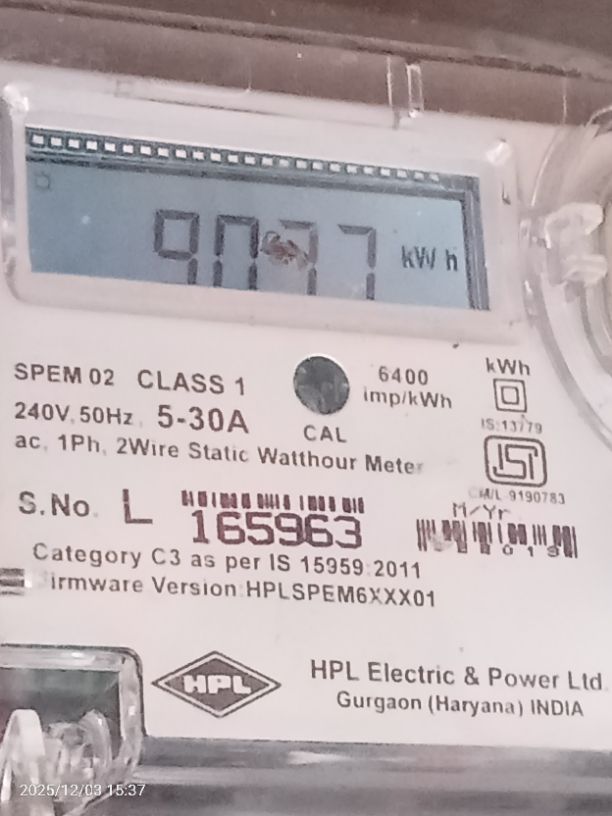 kWh
SPEM 02 CLASS 1
6400
imp/kWh
kWh
240V, 50Hz, 5-30A
CAL
IS:13779
ac, 1Ph, 2Wire Static Watthour Meter
ISI
CM/L-9190783
S.No. L 165963
M/Yr
Category C3 as per IS 15959:2011
irmware Version:HPLSPEM6XXX01
HPL
HPL Electric & Power Ltd.
Gurgaon (Haryana) INDIA
2025/12/03 15:37